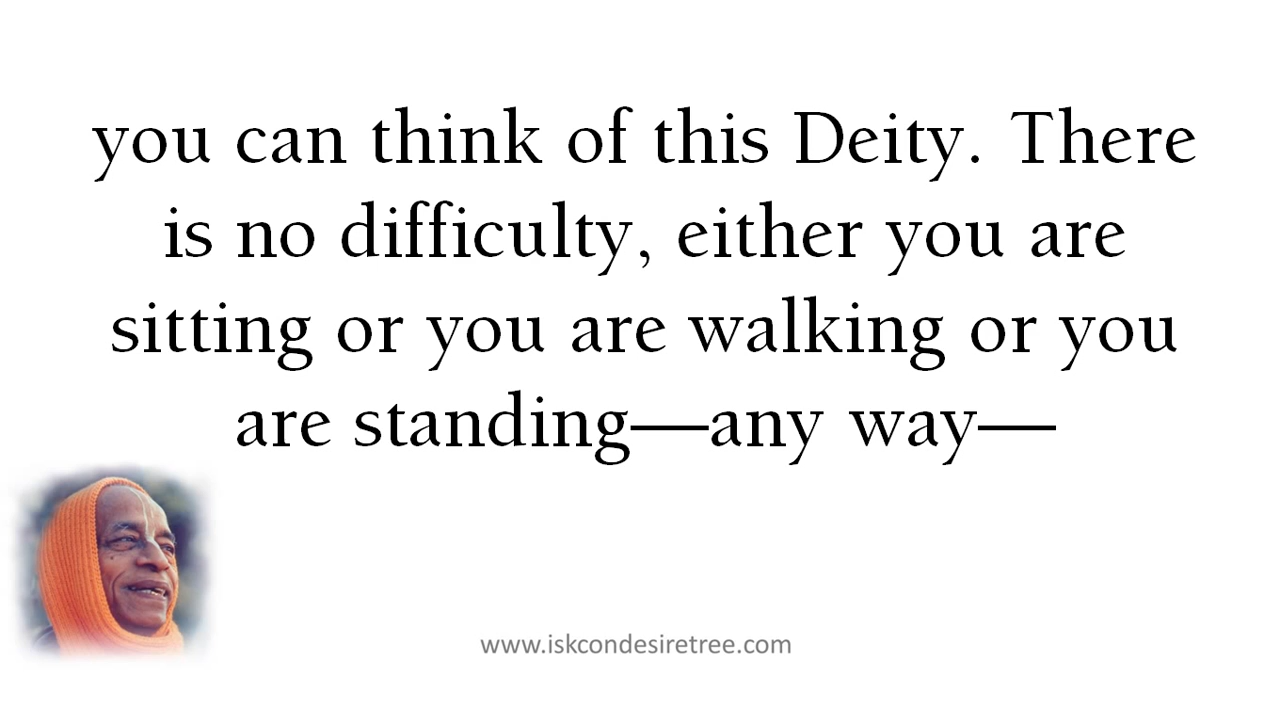 you can think of this Deity. There
is no difficulty, either you are
sitting or you are walking or you
are standing—any way—
www.iskcondesiretree.com